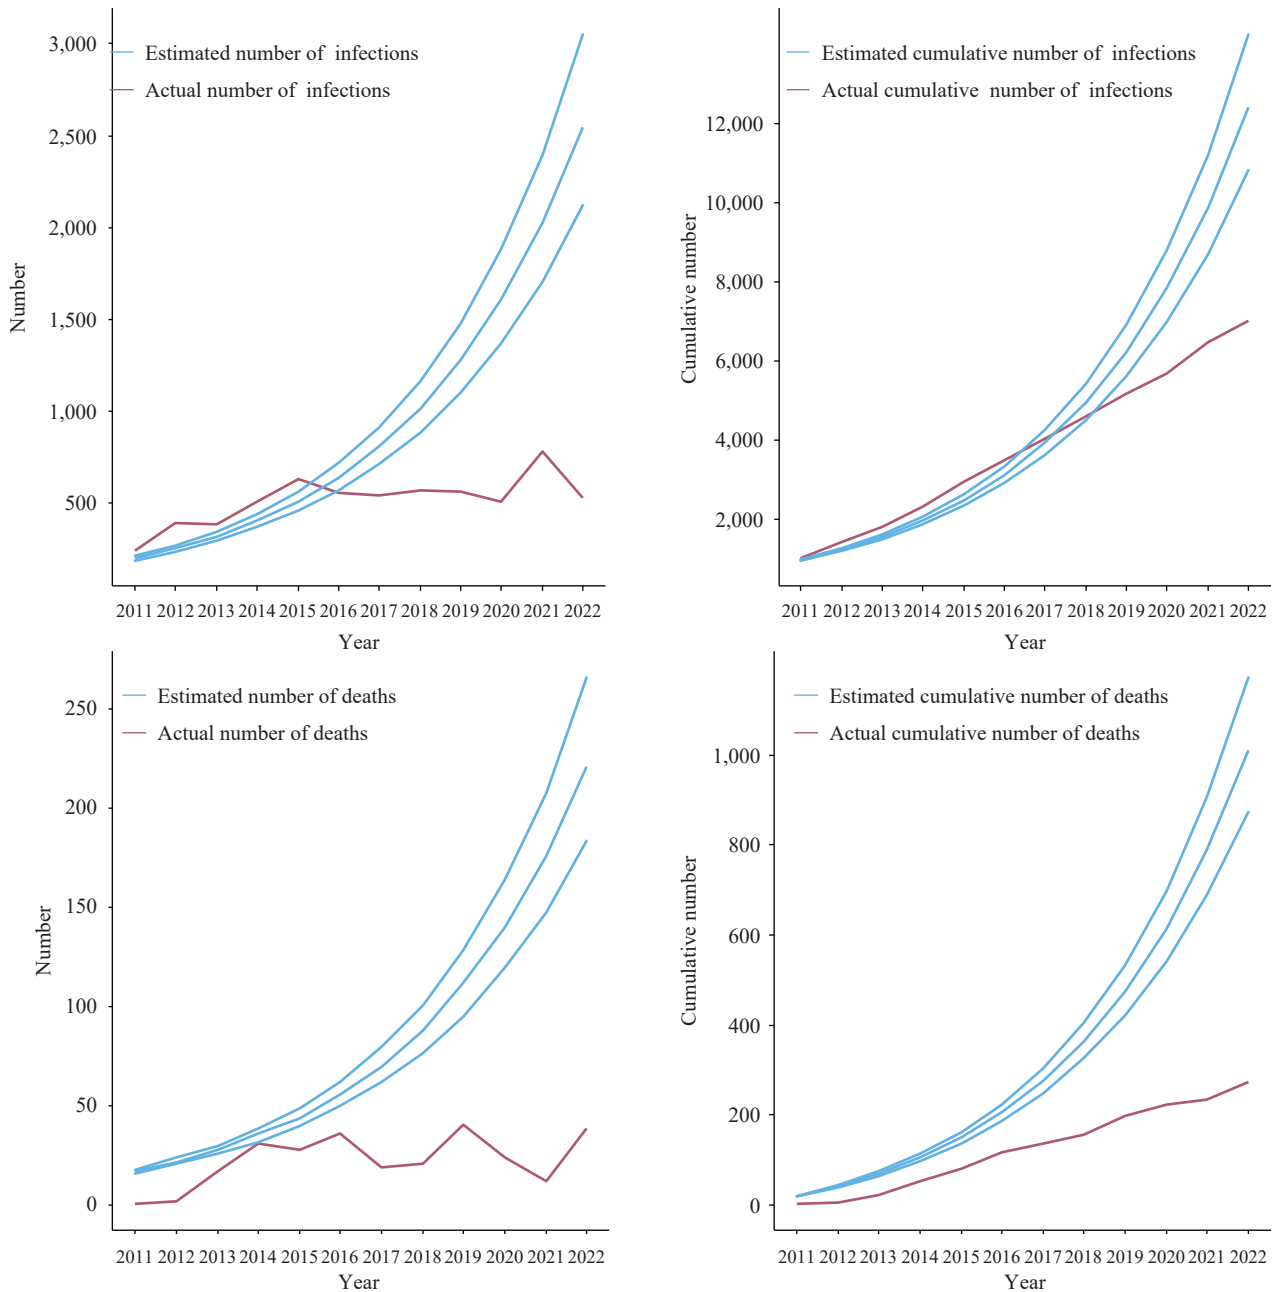 3,000
2,500
2,000
1,500
1,000
500
Number
Estimated number of infections
Actual number of infections
2011 2012 2013 2014 2015 2016 2017 2018 2019 2020 2021 2022
Year
12,000
10,000
8,000
6,000
4,000
2,000
Cumulative number
Estimated cumulative number of infections
Actual cumulative number of infections
2011 2012 2013 2014 2015 2016 2017 2018 2019 2020 2021 2022
Year
250
200
150
100
50
0
Number
Estimated number of deaths
Actual number of deaths
2011 2012 2013 2014 2015 2016 2017 2018 2019 2020 2021 2022
Year
1,000
800
600
400
200
0
Cumulative number
Estimated cumulative number of deaths
Actual cumulative number of deaths
2011 2012 2013 2014 2015 2016 2017 2018 2019 2020 2021 2022
Year